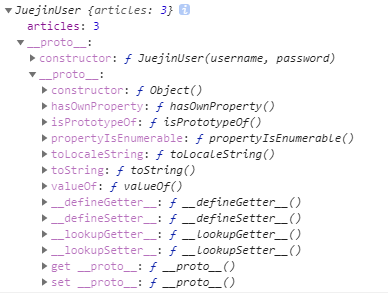 JuejinUser {articles: 3} i
articles: 3
__proto__:
constructor: ƒ JuejinUser(username, password)
__proto__:
constructor: ƒ Object()
hasOwnProperty: ƒ hasOwnProperty()
isPrototypeOf: ƒ isPrototypeOf()
propertyIsEnumerable: ƒ propertyIsEnumerable()
toLocaleString: ƒ toLocaleString()
toString: ƒ toString()
valueOf: ƒ valueOf()
__defineGetter__: ƒ __defineGetter__()
__defineSetter__: ƒ __defineSetter__()
__lookupGetter__: ƒ __lookupGetter__()
__lookupSetter__: ƒ __lookupSetter__()
get __proto__: ƒ __proto__()
set __proto__: ƒ __proto__()